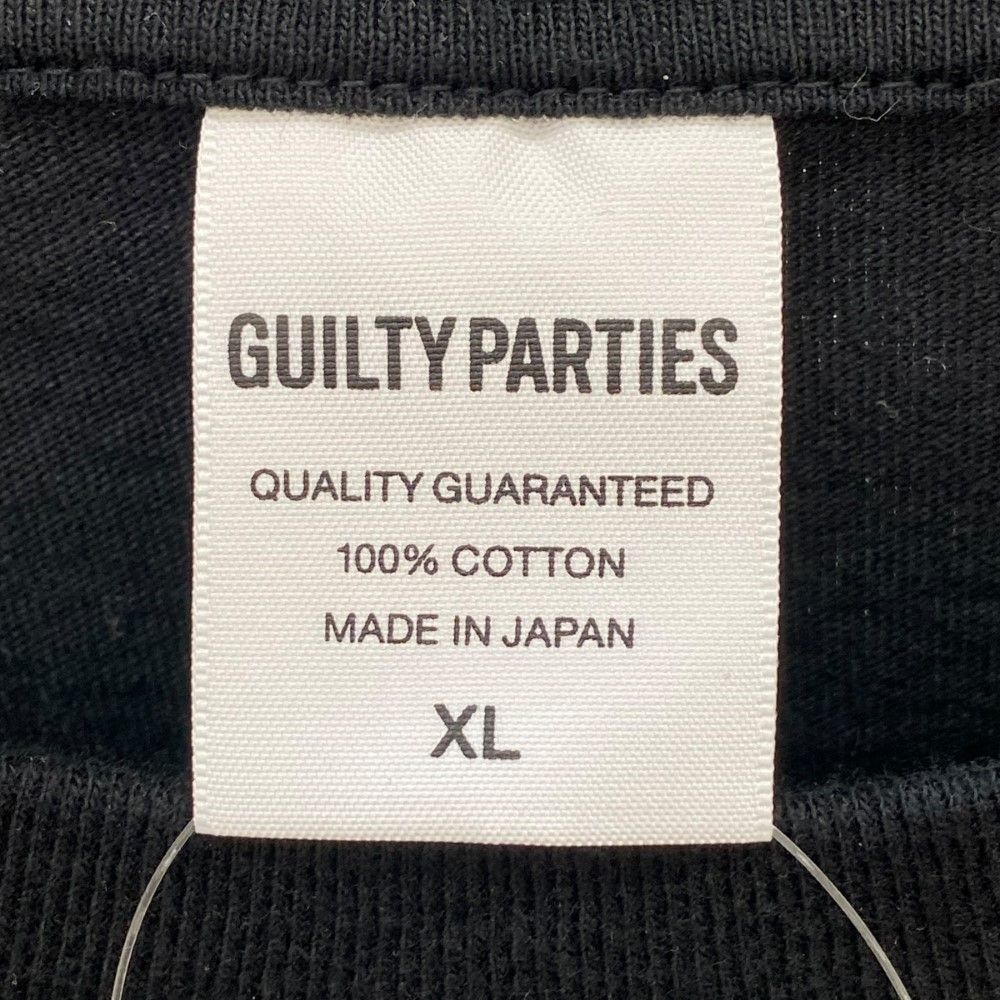 GUILTY PARTIES
QUALITY GUARANTEED
100% COTTON
MADE IN JAPAN
XL